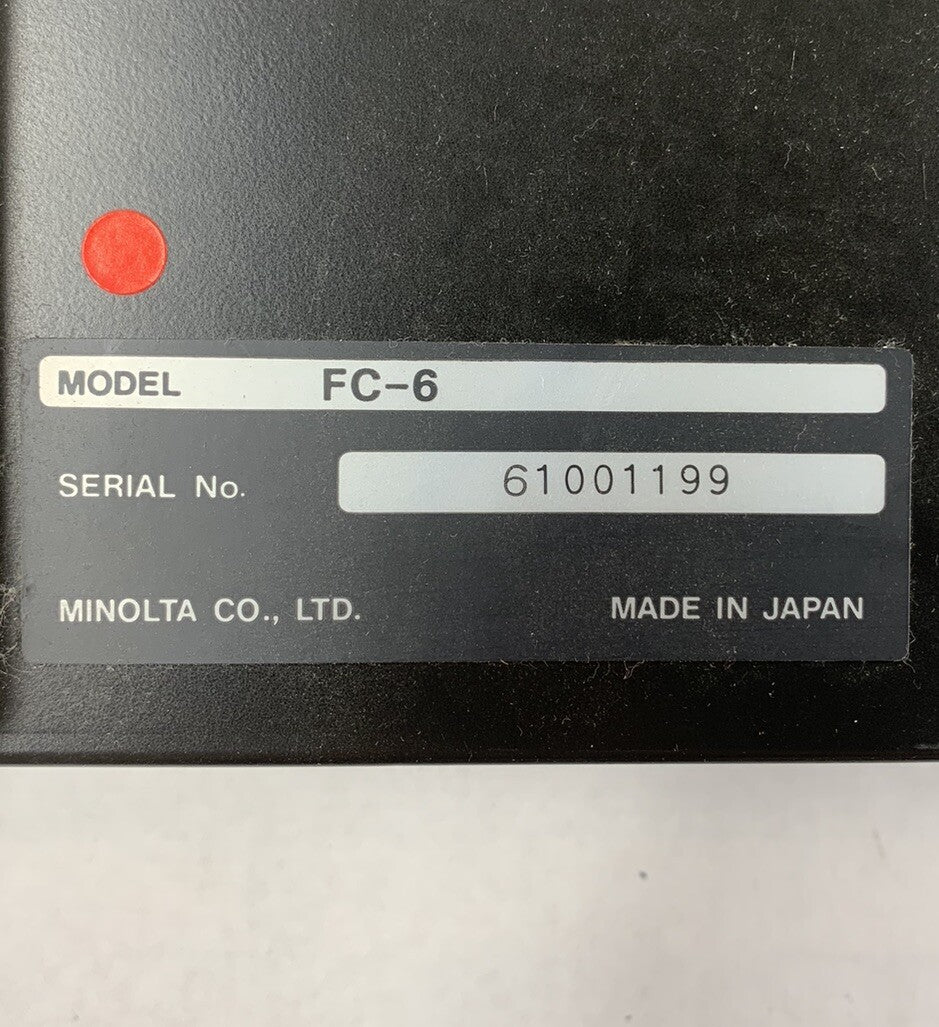 MODEL FC-6
SERIAL No. 61001199
MINOLTA CO., LTD. MADE IN JAPAN